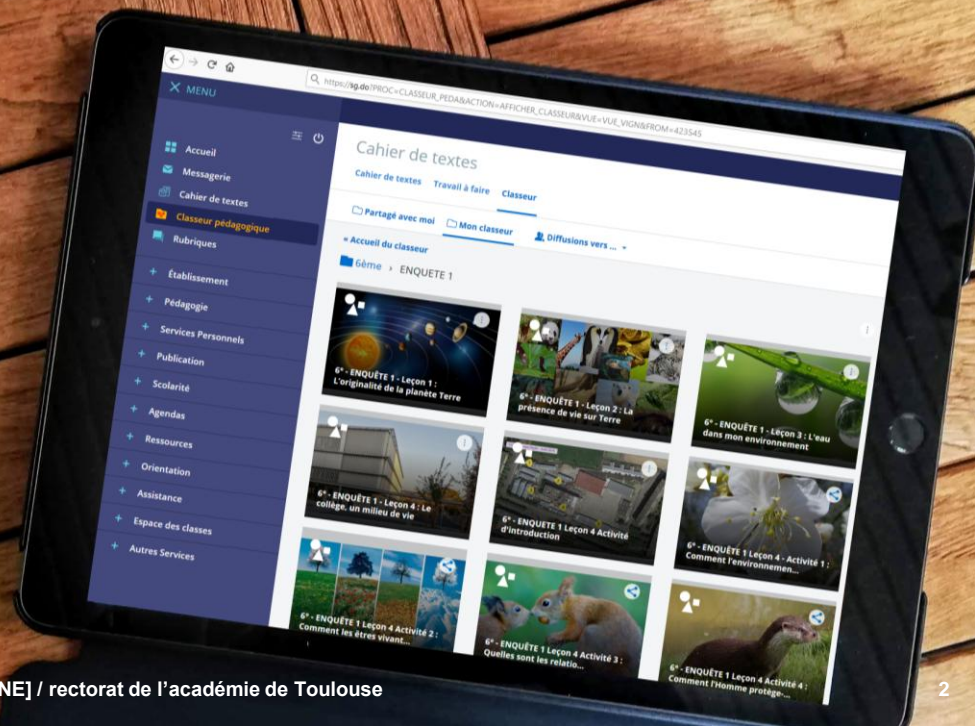 https://sg.do?PROC=CLASSEUR_PEDA&ACTION=AFFICHER_CLASSEUR&VUE=VUE_VIGN&FROM=423545
MENU
Accueil
Messagerie
Cahier de textes
Classeur pédagogique
Rubriques
+ Établissement
+ Pédagogie
+ Services Personnels
+ Publication
+ Scolarité
+ Agendas
+ Ressources
+ Orientation
+ Assistance
+ Espace des classes
+ Autres Services
Cahier de textes
Cahier de textes Travail à faire Classeur
Partagé avec moi Mon classeur Diffusions vers ...
« Accueil du classeur
6ème › ENQUETE 1
6° - ENQUÊTE 1 - Leçon 1 :
L'originalité de la planète Terre
6° - ENQUÊTE 1 - Leçon 2 : La
présence de vie sur Terre
6° - ENQUÊTE 1 - Leçon 3 : L'eau
dans mon environnement
6° - ENQUÊTE 1 - Leçon 4 : Le
collège, un milieu de vie
6° - ENQUETE 1 Leçon 4 Activité
d'introduction
6° - ENQUÊTE 1 Leçon 4 - Activité 1 :
Comment l'environnemen...
6° - ENQUÊTE 1 Leçon 4 Activité 2 :
Comment les êtres vivant...
6° - ENQUÊTE 1 Leçon 4 Activité 3 :
Quelles sont les relatio...
6° - ENQUÊTE 1 Leçon 4 Activité 4 :
Comment l'Homme protège-...
NE] / rectorat de l'académie de Toulouse
2